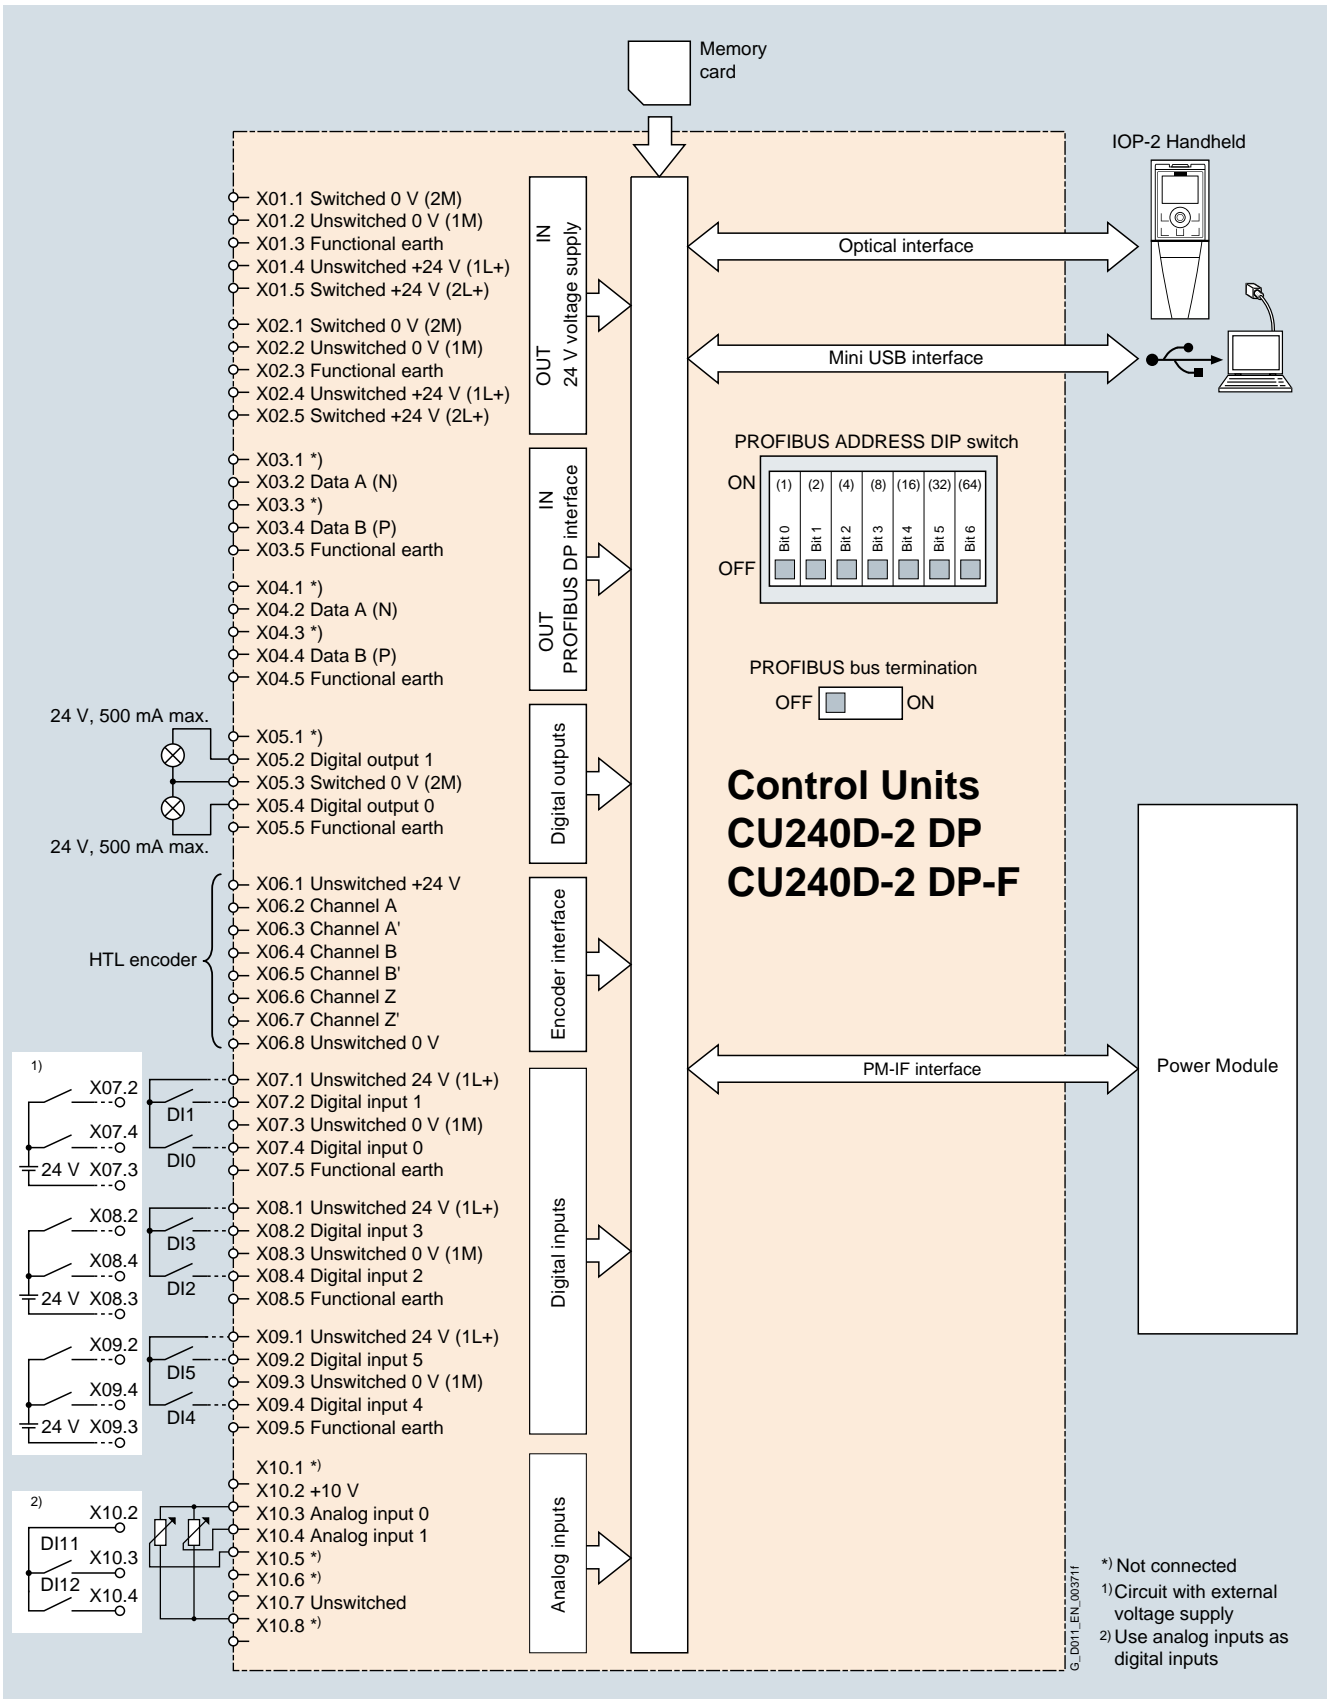 Memory
card
IOP-2 Handheld
X01.1 Switched 0 V (2M)
X01.2 Unswitched 0 V (1M)
X01.3 Functional earth
X01.4 Unswitched +24 V (1L+)
X01.5 Switched +24 V (2L+)
X02.1 Switched 0 V (2M)
X02.2 Unswitched 0 V (1M)
X02.3 Functional earth
X02.4 Unswitched +24 V (1L+)
X02.5 Switched +24 V (2L+)
OUT IN
24 V voltage supply
Optical interface
Mini USB interface
X03.1 *)
X03.2 Data A (N)
X03.3 *)
X03.4 Data B (P)
X03.5 Functional earth
X04.1 *)
X04.2 Data A (N)
X04.3 *)
X04.4 Data B (P)
X04.5 Functional earth
OUT IN
PROFIBUS DP interface
PROFIBUS ADDRESS DIP switch
ON
(1) (2) (4) (8) (16) (32) (64)
Bit 0 Bit 1 Bit 2 Bit 3 Bit 4 Bit 5 Bit 6
OFF
PROFIBUS bus termination
OFF ON
24 V, 500 mA max.
24 V, 500 mA max.
X05.1 *)
X05.2 Digital output 1
X05.3 Switched 0 V (2M)
X05.4 Digital output 0
X05.5 Functional earth
Digital outputs
Control Units
CU240D-2 DP
CU240D-2 DP-F
HTL encoder
X06.1 Unswitched +24 V
X06.2 Channel A
X06.3 Channel A'
X06.4 Channel B
X06.5 Channel B'
X06.6 Channel Z
X06.7 Channel Z'
X06.8 Unswitched 0 V
Encoder interface
PM-IF interface
Power Module
1)
X07.2
X07.4
24 V X07.3
DI1
DI0
X07.1 Unswitched 24 V (1L+)
X07.2 Digital input 1
X07.3 Unswitched 0 V (1M)
X07.4 Digital input 0
X07.5 Functional earth
X08.2
X08.4
24 V X08.3
DI3
DI2
X08.1 Unswitched 24 V (1L+)
X08.2 Digital input 3
X08.3 Unswitched 0 V (1M)
X08.4 Digital input 2
X08.5 Functional earth
X09.2
X09.4
24 V X09.3
DI5
DI4
X09.1 Unswitched 24 V (1L+)
X09.2 Digital input 5
X09.3 Unswitched 0 V (1M)
X09.4 Digital input 4
X09.5 Functional earth
Digital inputs
2)
X10.2
DI11
X10.3
DI12
X10.4
X10.1 *)
X10.2 +10 V
X10.3 Analog input 0
X10.4 Analog input 1
X10.5 *)
X10.6 *)
X10.7 Unswitched
X10.8 *)
Analog inputs
G_D011_EN_00371f
*) Not connected
1) Circuit with external
voltage supply
2) Use analog inputs as
digital inputs